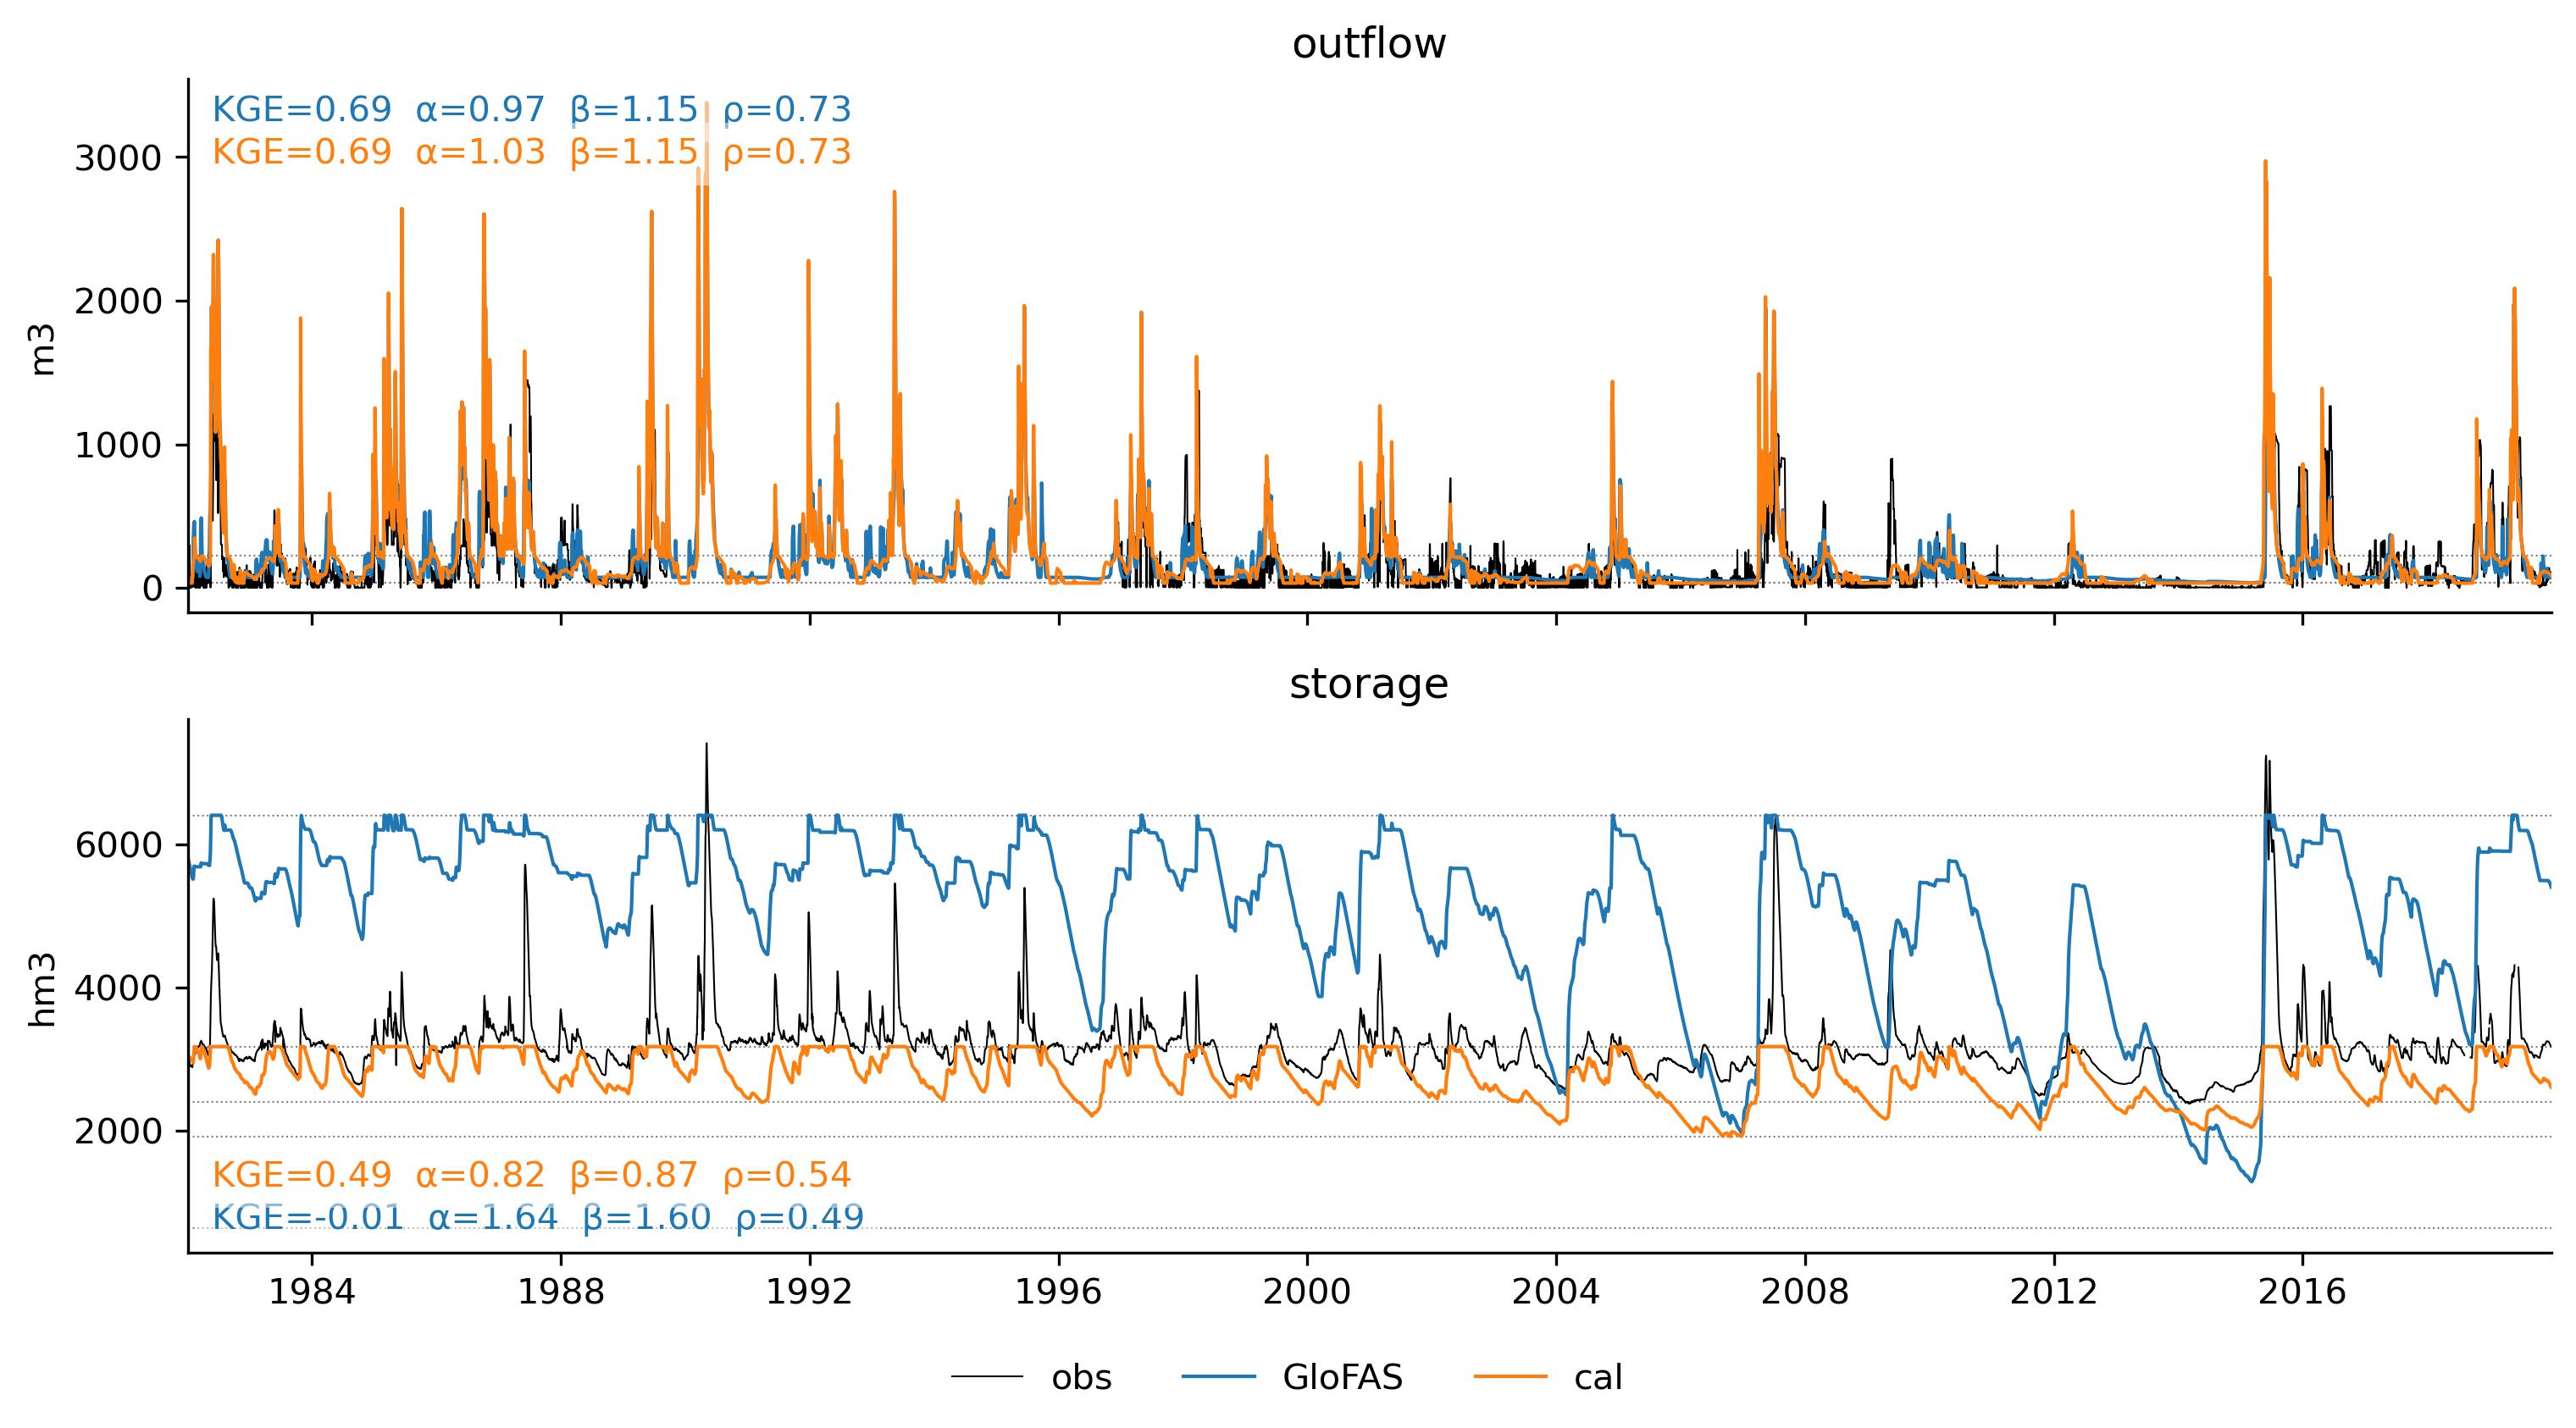 outflow
KGE=0.69 α=0.97 β=1.15 ρ=0.73
KGE=0.69 α=1.03 β=1.15 ρ=0.73
3000
2000
1000
0
m3
storage
6000
4000
2000
hm3
KGE=0.49 α=0.82 β=0.87 ρ=0.54
KGE=-0.01 α=1.64 β=1.60 ρ=0.49
1984 1988 1992 1996 2000 2004 2008 2012 2016
obs GloFAS cal